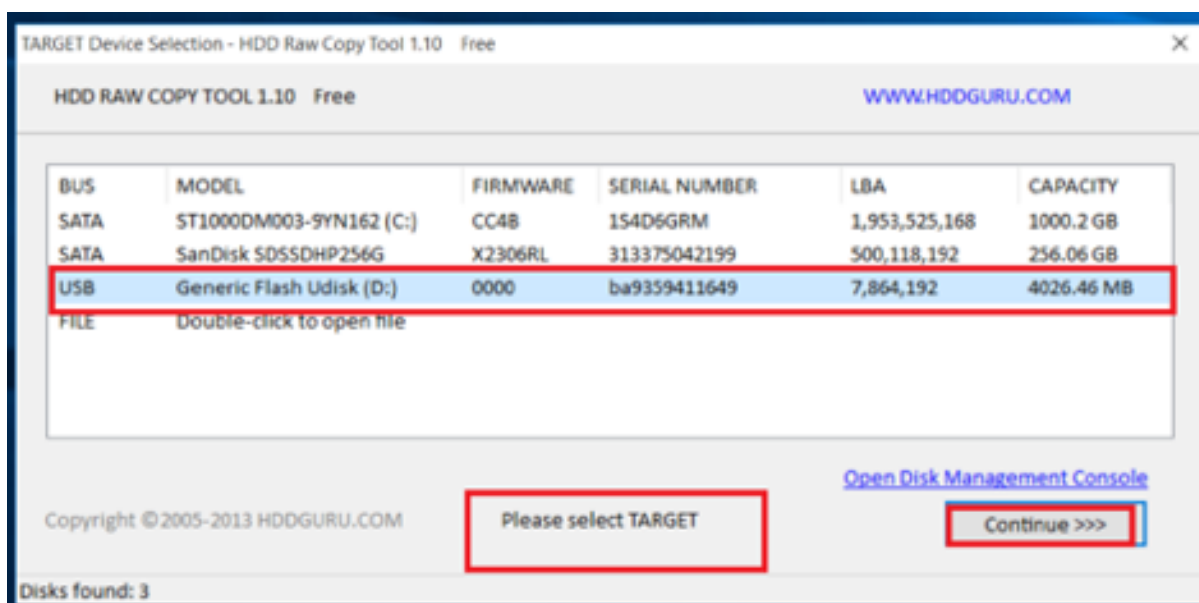 TARGET Device Selection - HDD Raw Copy Tool 1.10 Free
HDD RAW COPY TOOL 1.10 Free WWW.HDDGURU.COM
BUS MODEL FIRMWARE SERIAL NUMBER LBA CAPACITY
SATA ST1000DM003-9YN162 (C:) CC4B 1S4D6GRM 1,953,525,168 1000.2 GB
SATA SanDisk SDSSDHP256G X2306RL 313375042199 500,118,192 256.06 GB
USB Generic Flash Udisk (D:) 0000 ba9359411649 7,864,192 4026.46 MB
FILE Double-click to open file
Open Disk Management Console
Copyright ©2005-2013 HDDGURU.COM Please select TARGET Continue >>>
Disks found: 3